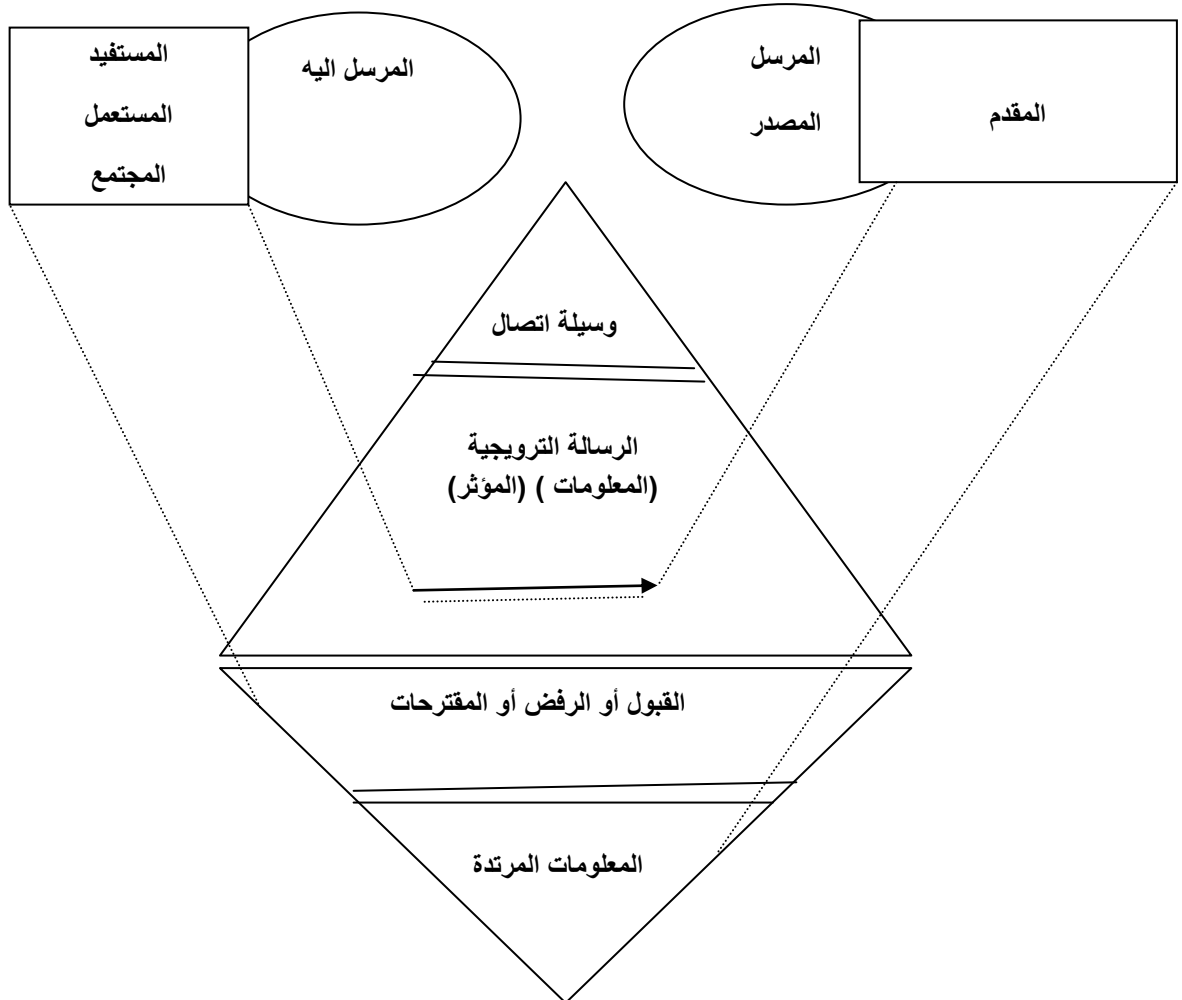 المقدم
المرسل
المصدر
المرسل اليه
المستفيد
المستعمل
المجتمع
وسيلة اتصال
الرسالة الترويجية
(المعلومات ) (المؤثر)
القبول أو الرفض أو المقترحات
المعلومات المرتدة